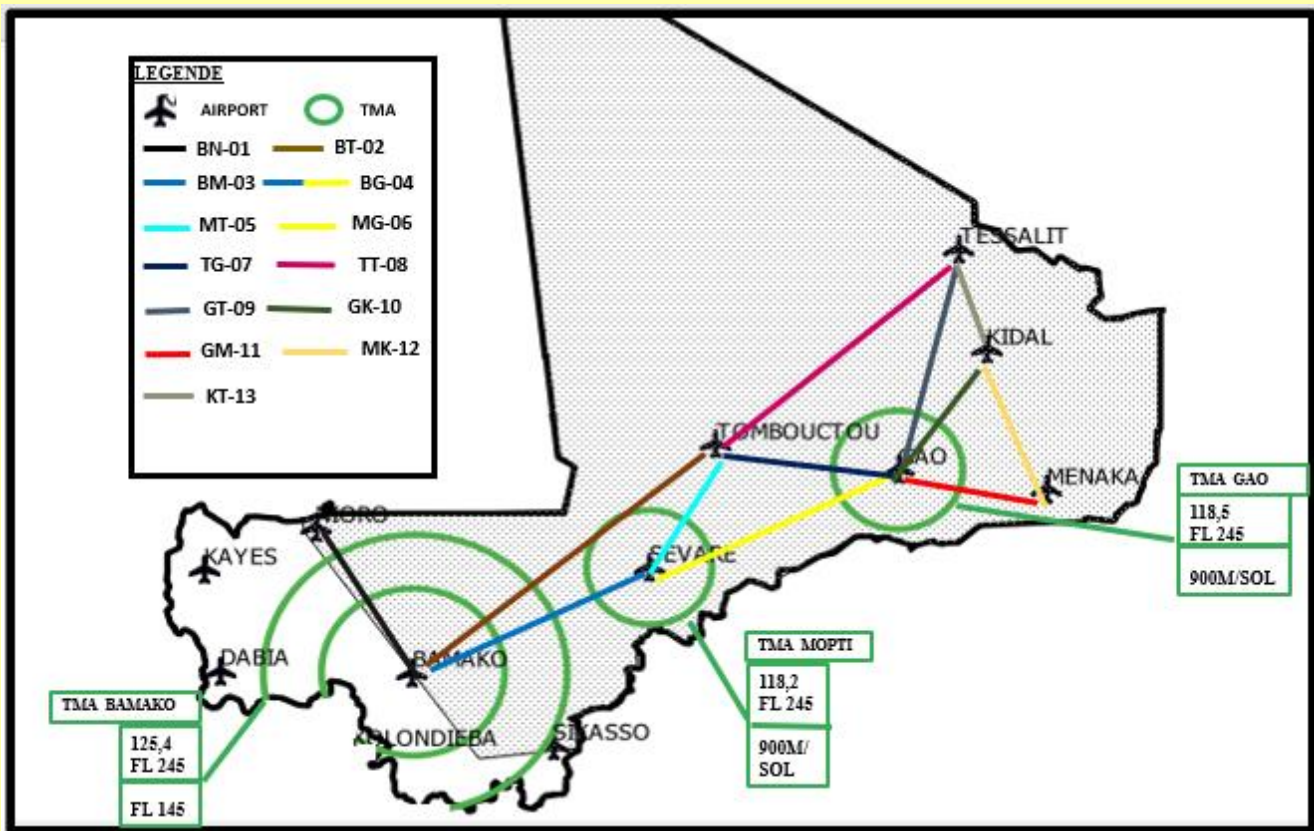 LEGENDE
AIRPORT
TMA
BN-01
BT-02
BM-03
BG-04
MT-05
MG-06
TG-07
TT-08
GT-09
GK-10
GM-11
MK-12
KT-13
TESSALIT
KIDAL
TOMBOUCTOU
GAO
MENAKA
NIORO
KAYES
SEVARE
DABIA
BAMAKO
KOLONDIEBA
SIKASSO
TMA GAO
118,5
FL 245
900M/SOL
TMA MOPTI
118,2
FL 245
900M/
SOL
TMA BAMAKO
125,4
FL 245
FL 145